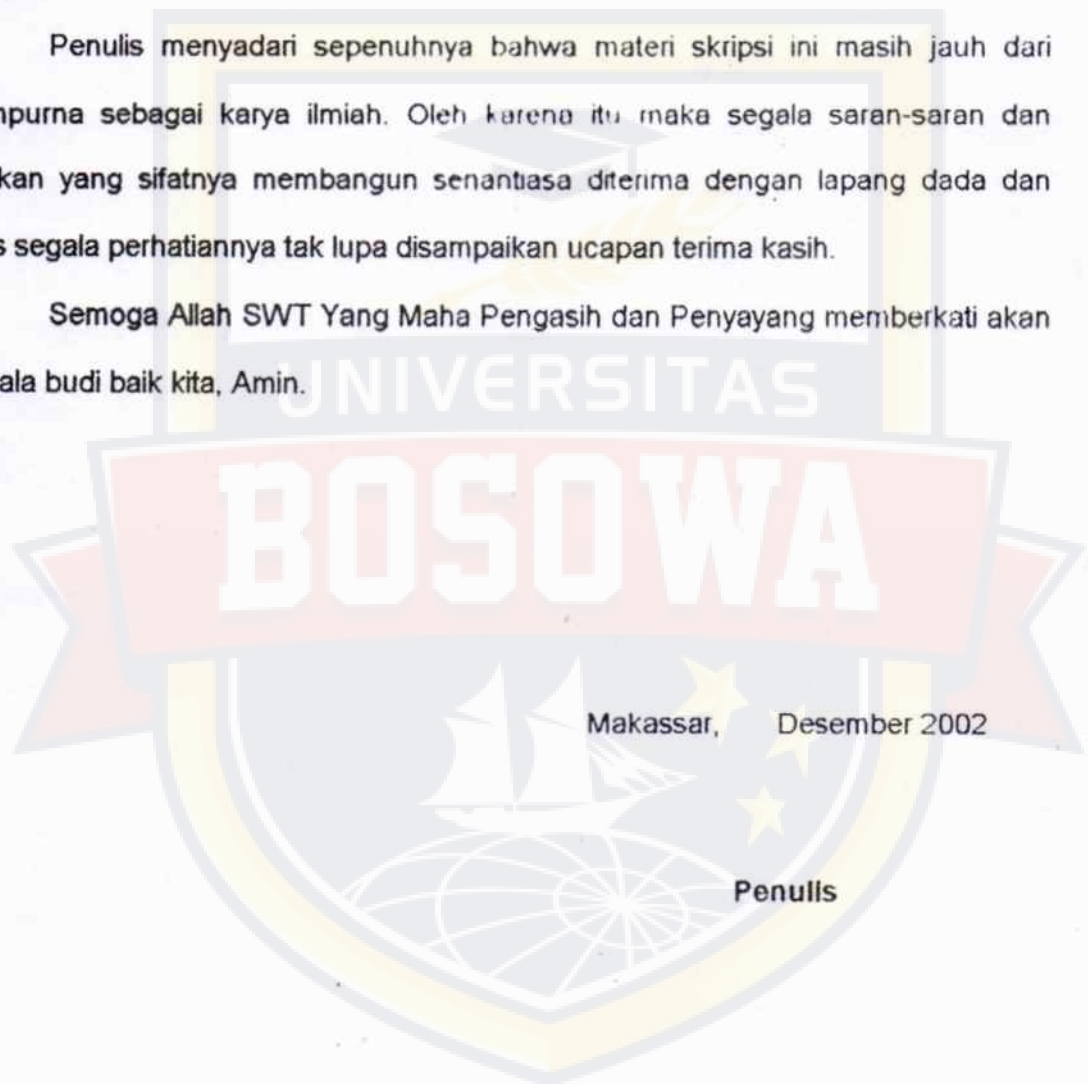 Penulis menyadari sepenuhnya bahwa materi skripsi ini masih jauh dari
mpurna sebagai karya ilmiah. Oleh karena itu maka segala saran-saran dan
kan yang sifatnya membangun senantiasa diterima dengan lapang dada dan
s segala perhatiannya tak lupa disampaikan ucapan terima kasih.
Semoga Allah SWT Yang Maha Pengasih dan Penyayang memberkati akan
ala budi baik kita, Amin.
UNIVERSITAS
BOSOWA
Makassar, Desember 2002
Penulis